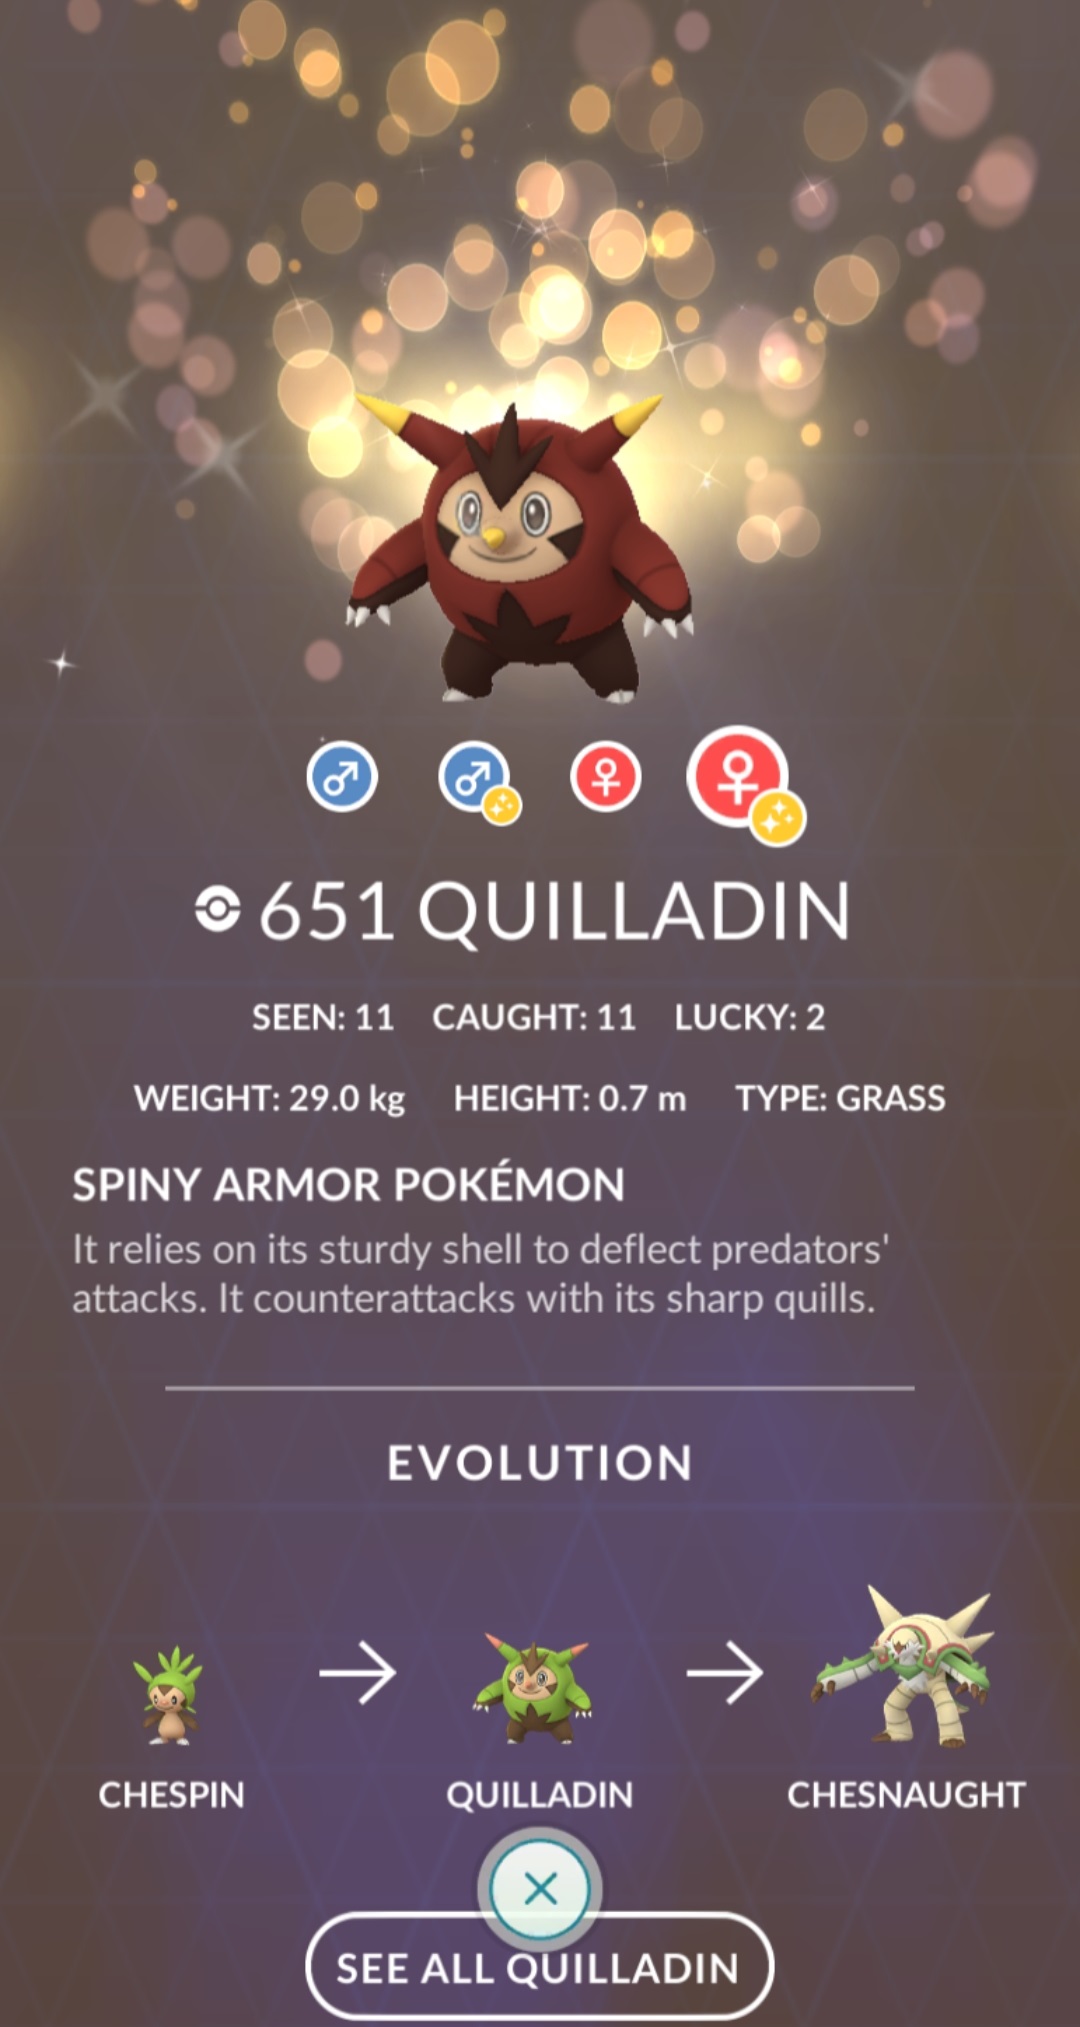 651 QUILLADIN
SEEN: 11 CAUGHT: 11 LUCKY: 2
WEIGHT: 29.0 kg HEIGHT: 0.7 m TYPE: GRASS
SPINY ARMOR POKÉMON
It relies on its sturdy shell to deflect predators'
attacks. It counterattacks with its sharp quills.
EVOLUTION
CHESPIN QUILLADIN CHESNAUGHT
SEE ALL QUILLADIN